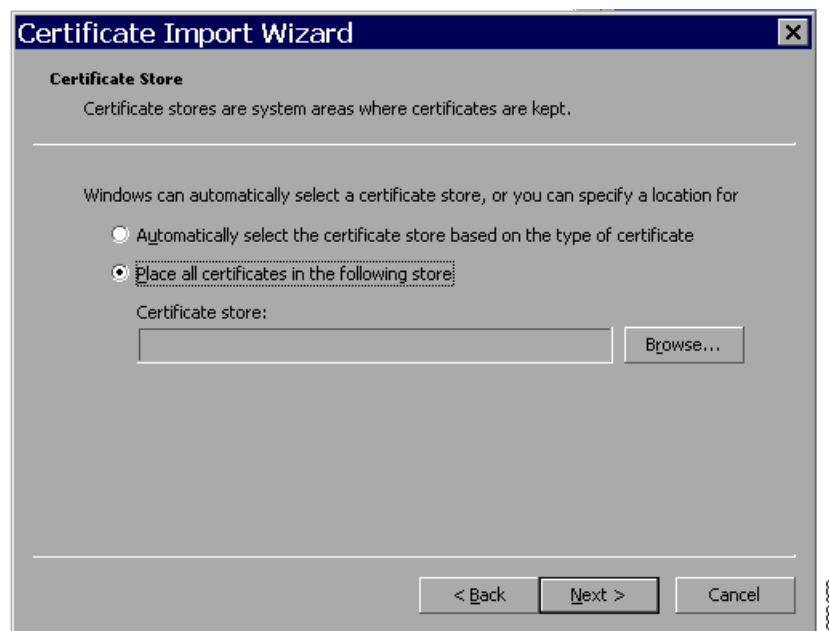 Certificate Import Wizard
Certificate Store
Certificate stores are system areas where certificates are kept.
Windows can automatically select a certificate store, or you can specify a location for
Automatically select the certificate store based on the type of certificate
Place all certificates in the following store
Certificate store:
Browse...
< Back
Next >
Cancel